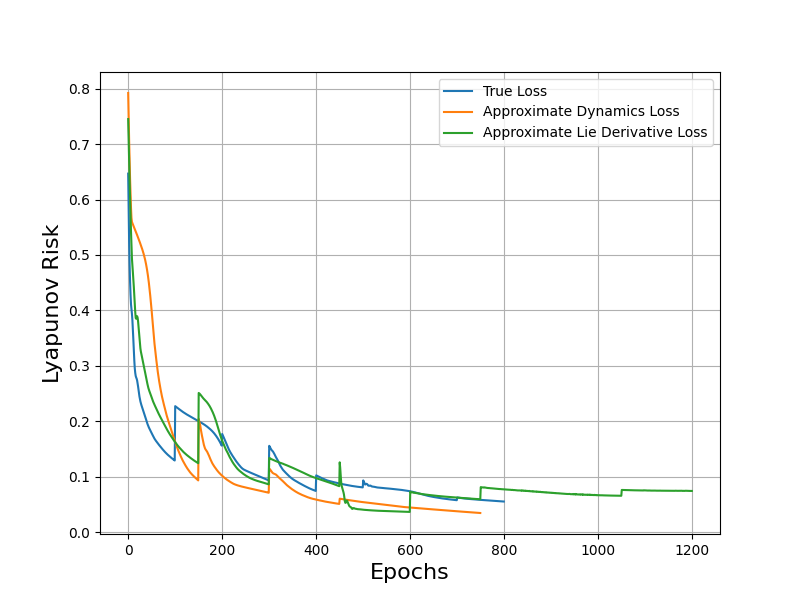 True Loss
Approximate Dynamics Loss
Approximate Lie Derivative Loss
Lyapunov Risk
0.8
0.7
0.6
0.5
0.4
0.3
0.2
0.1
0.0
0 200 400 600 800 1000 1200
Epochs